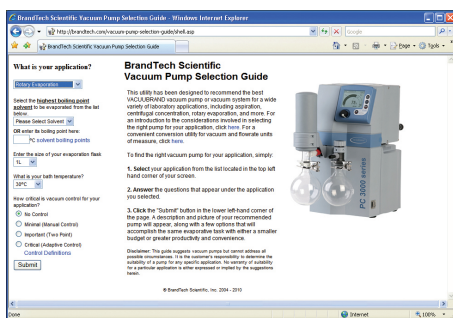 BrandTech Scientific Vacuum Pump Selection Guide - Windows Internet Explorer
http://brandtech.com/vacuum-pump-selection-guide/shell.asp
Google
BrandTech Scientific Vacuum Pump Selection Guide
Page
Tools
What is your application?
Rotary Evaporation
Select the highest boiling point
solvent to be evaporated from the list
below.
Please Select Solvent
OR enter its boiling point here:
°C solvent boiling points
Enter the size of your evaporation flask
1L
What is your bath temperature?
30°C
How critical is vacuum control for your
application?
No Control
Minimal (Manual Control)
Important (Two Point)
Critical (Adaptive Control)
Control Definitions
Submit
BrandTech Scientific
Vacuum Pump Selection Guide
This utility has been designed to recommend the best
VACUUBRAND vacuum pump or vacuum system for a wide
variety of laboratory applications, including aspiration,
centrifugal concentration, rotary evaporation, and more. For
an introduction to the considerations involved in selecting
the right pump for your application, click here. For a
convenient conversion utility for vacuum and flowrate units
of measure, click here.
To find the right vacuum pump for your application, simply:
1. Select your application from the list located in the top left
hand corner of your screen.
2. Answer the questions that appear under the application
you selected.
3. Click the "Submit" button in the lower left-hand corner of
the page. A description and picture of your recommended
pump will appear, along with a few options that will
accomplish the same evaporative task with either a smaller
budget or greater productivity and convenience.
Disclaimer: This guide suggests vacuum pumps but cannot address all
possible circumstances. It is the customer's responsibility to determine the
suitability of a pump for any specific application. No warranty of suitability
for a particular application is either expressed or implied by the suggestions
herein.
© BrandTech Scientific, Inc. 2004 - 2010
PC 3000 series
Done
Internet
100%